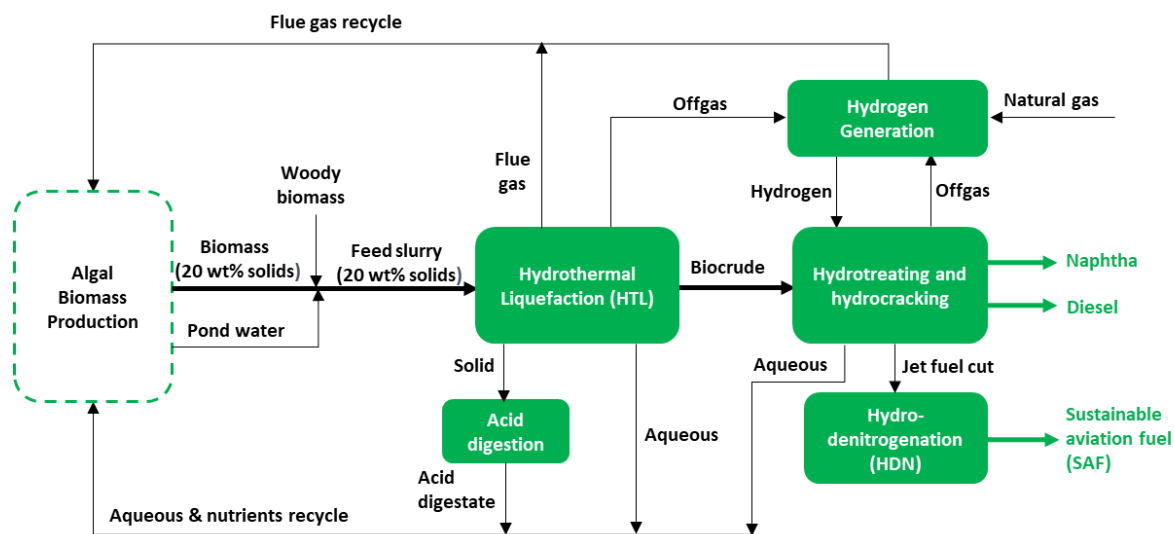 Flue gas recycle
Offgas
Hydrogen
Generation
Natural gas
Flue
gas
Woody
biomass
Hydrogen
Offgas
Biomass
(20 wt% solids)
Feed slurry
(20 wt% solids)
Algal
Biomass
Production
Hydrothermal
Liquefaction (HTL)
Biocrude
Hydrotreating and
hydrocracking
Naphtha
Diesel
Pond water
Solid
Aqueous
Jet fuel cut
Acid
digestion
Aqueous
Hydro-
denitrogenation
(HDN)
Sustainable
aviation fuel
(SAF)
Acid
digestate
Aqueous & nutrients recycle